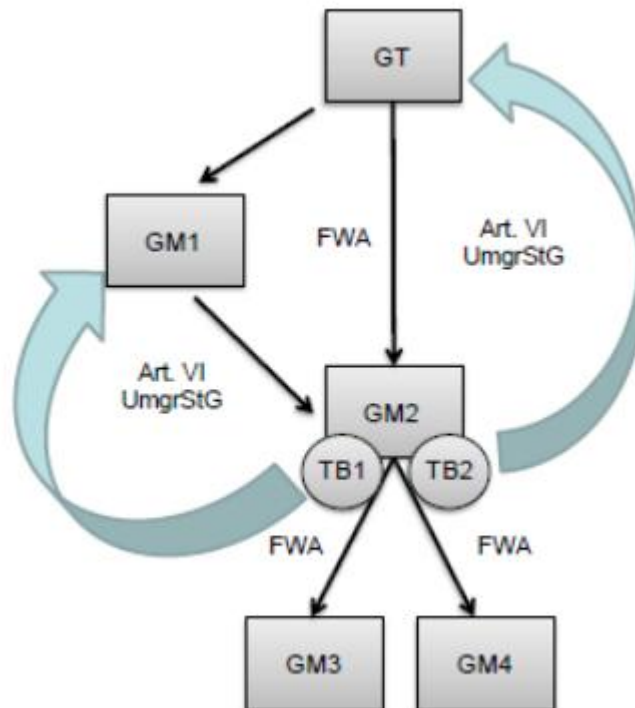 GT
GM1
FWA
Art. VI
UmgrStG
Art. VI
UmgrStG
GM2
TB1
TB2
FWA
FWA
GM3
GM4